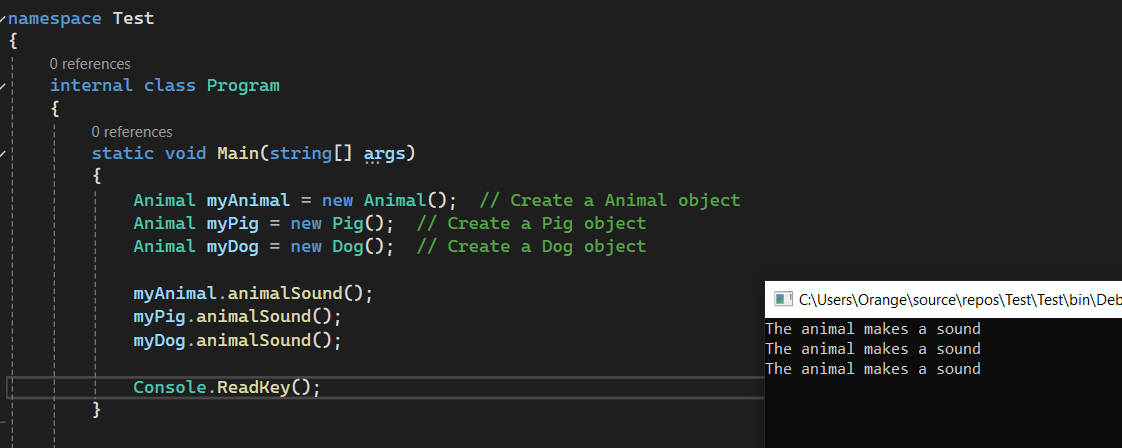 namespace Test
{
0 references
internal class Program
{
0 references
static void Main(string[] args)
{
Animal myAnimal = new Animal();  // Create a Animal object
Animal myPig = new Pig();  // Create a Pig object
Animal myDog = new Dog();  // Create a Dog object
myAnimal.animalSound();
myPig.animalSound();
myDog.animalSound();
Console.ReadKey();
}
C:\Users\Orange\source\repos\Test\Test\bin\Deb
The animal makes a sound
The animal makes a sound
The animal makes a sound